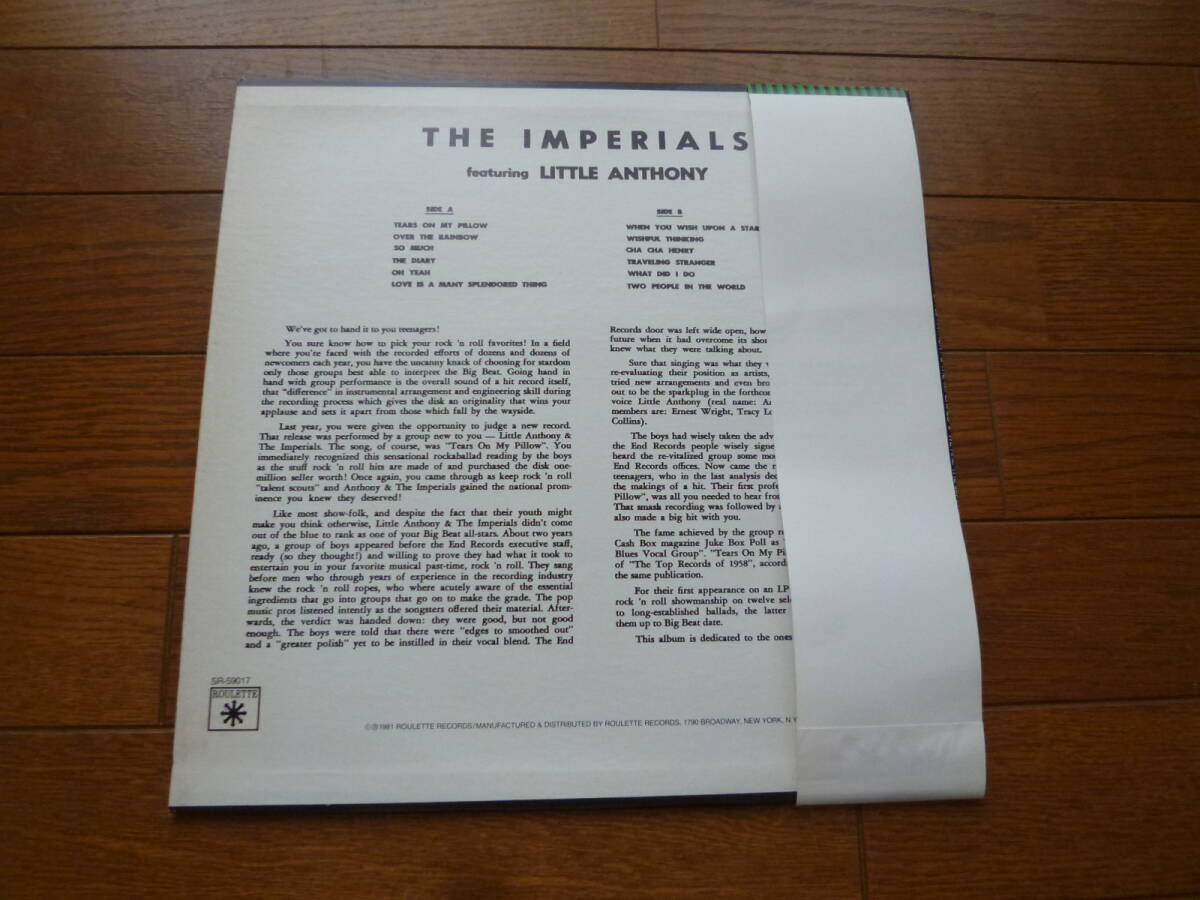 THE IMPERIALS
featuring LITTLE ANTHONY
SIDE A
TEARS ON MY PILLOW
OVER THE RAINBOW
SO MUCH
THE DIARY
OH YEAH
LOVE IS A MANY SPLENDORED THING
SIDE B
WHEN YOU WISH UPON A STAR
WISHFUL THINKING
CHA CHA HENRY
TRAVELING STRANGER
WHAT DID I DO
TWO PEOPLE IN THE WORLD
We've got to hand it to you teenagers!
You sure know how to pick your rock 'n roll favorites! In a field
where you're faced with the recorded efforts of dozens and dozens of
newcomers each year, you have the uncanny knack of choosing for stardom
only those groups best able to interpret the Big Beat. Going hand in
hand with group performance is the overall sound of a hit record itself,
that "difference" in instrumental arrangement and engineering skill during
the recording process which gives the disk an originality that wins your
applause and sets it apart from those which fall by the wayside.
Last year, you were given the opportunity to judge a new record.
That release was performed by a group new to you — Little Anthony &
The Imperials. The song, of course, was "Tears On My Pillow". You
immediately recognized this sensational rockaballad reading by the boys
as the stuff rock 'n roll hits are made of and purchased the disk one-
million seller worth! Once again, you came through as keep rock 'n roll
"talent scouts" and Anthony & The Imperials gained the national prom-
inence you knew they deserved!
Like most show-folk, and despite the fact that their youth might
make you think otherwise, Little Anthony & The Imperials didn't come
out of the blue to rank as one of your Big Beat all-stars. About two years
ago, a group of boys appeared before the End Records executive staff,
ready (so they thought!) and willing to prove they had what it took to
entertain you in your favorite musical past-time, rock 'n roll. They sang
before men who through years of experience in the recording industry
knew the rock 'n roll ropes, who where acutely aware of the essential
ingredients that go into groups that go on to make the grade. The pop
music pros listened intently as the songsters offered their material. After-
wards, the verdict was handed down: they were good, but not good
enough. The boys were told that there were "edges to smoothed out"
and a "greater polish" yet to be instilled in their vocal blend. The End
Records door was left wide open, how
future when it had overcome its shor
knew what they were talking about.
Sure that singing was what they
re-evaluating their position as artists,
tried new arrangements and even bro
out to be the sparkplug in the forthco
voice Little Anthony (real name: A
members are: Ernest Wright, Tracy L
Collins).
The boys had wisely taken the adv
the End Records people wisely signe
heard the re-vitalized group some mo
End Records offices. Now came the r
teenagers, who in the last analysis dec
the makings of a hit. Their first prof
Pillow", was all you needed to hear fro
That smash recording was followed by
also made a big hit with you.
The fame achieved by the group r
Cash Box magazine Juke Box Poll as
Blues Vocal Group". "Tears On My Pi
of "The Top Records of 1958", accord
the same publication.
For their first appearance on an LP
rock 'n roll showmanship on twelve sel
to long-established ballads, the latter
them up to Big Beat date.
This album is dedicated to the ones
SR-59017
ROULETTE
©℗1981 ROULETTE RECORDS/MANUFACTURED & DISTRIBUTED BY ROULETTE RECORDS, 1790 BROADWAY, NEW YORK, N.Y